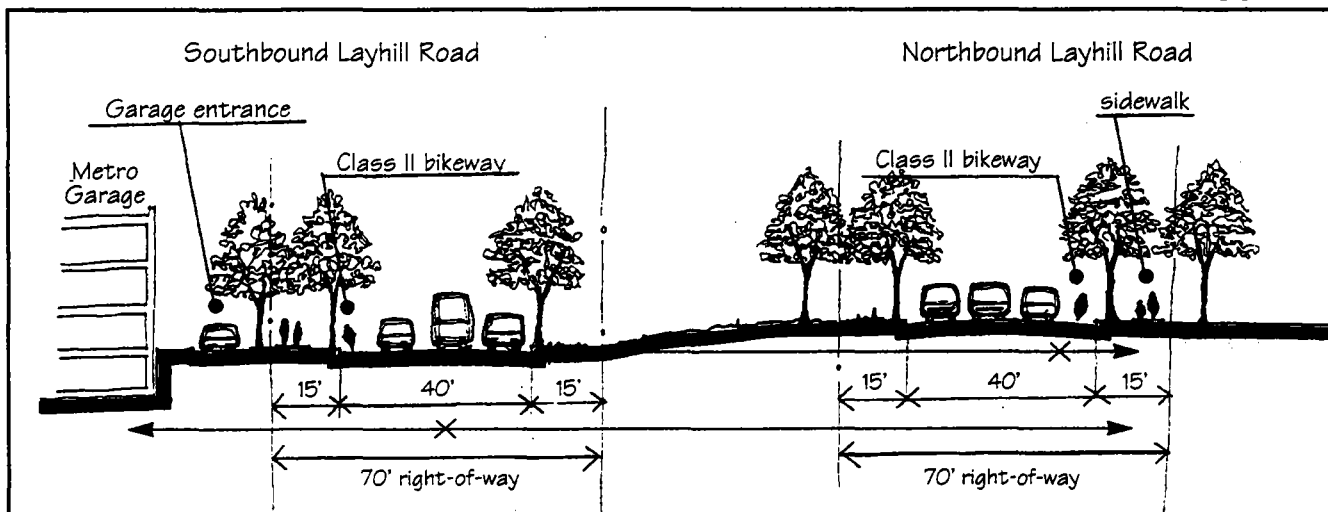 Southbound Layhill Road
Northbound Layhill Road
Garage entrance
sidewalk
Class II bikeway
Class II bikeway
Metro
Garage
15'
40'
15'
15'
40'
15'
70' right-of-way
70' right-of-way